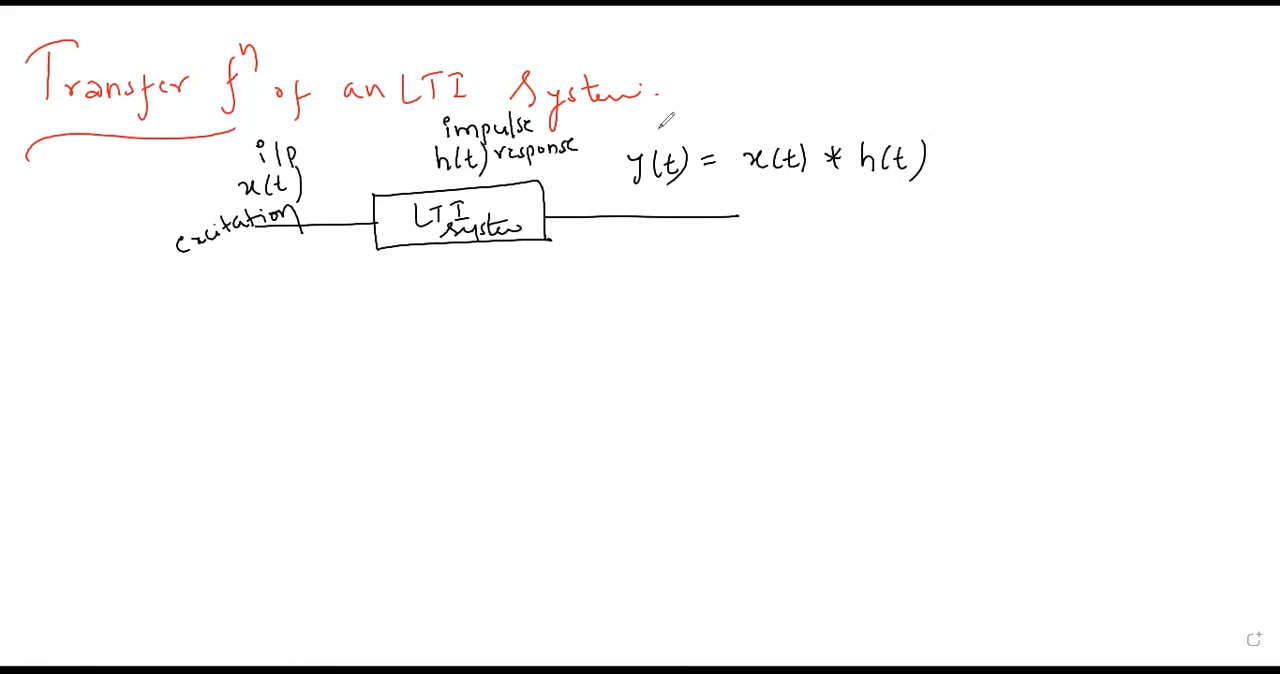 Transfer fⁿ of an LTI System.
impulse
i/p
h(t) response
y(t) = x(t) * h(t)
x(t)
excitation
LTI
system